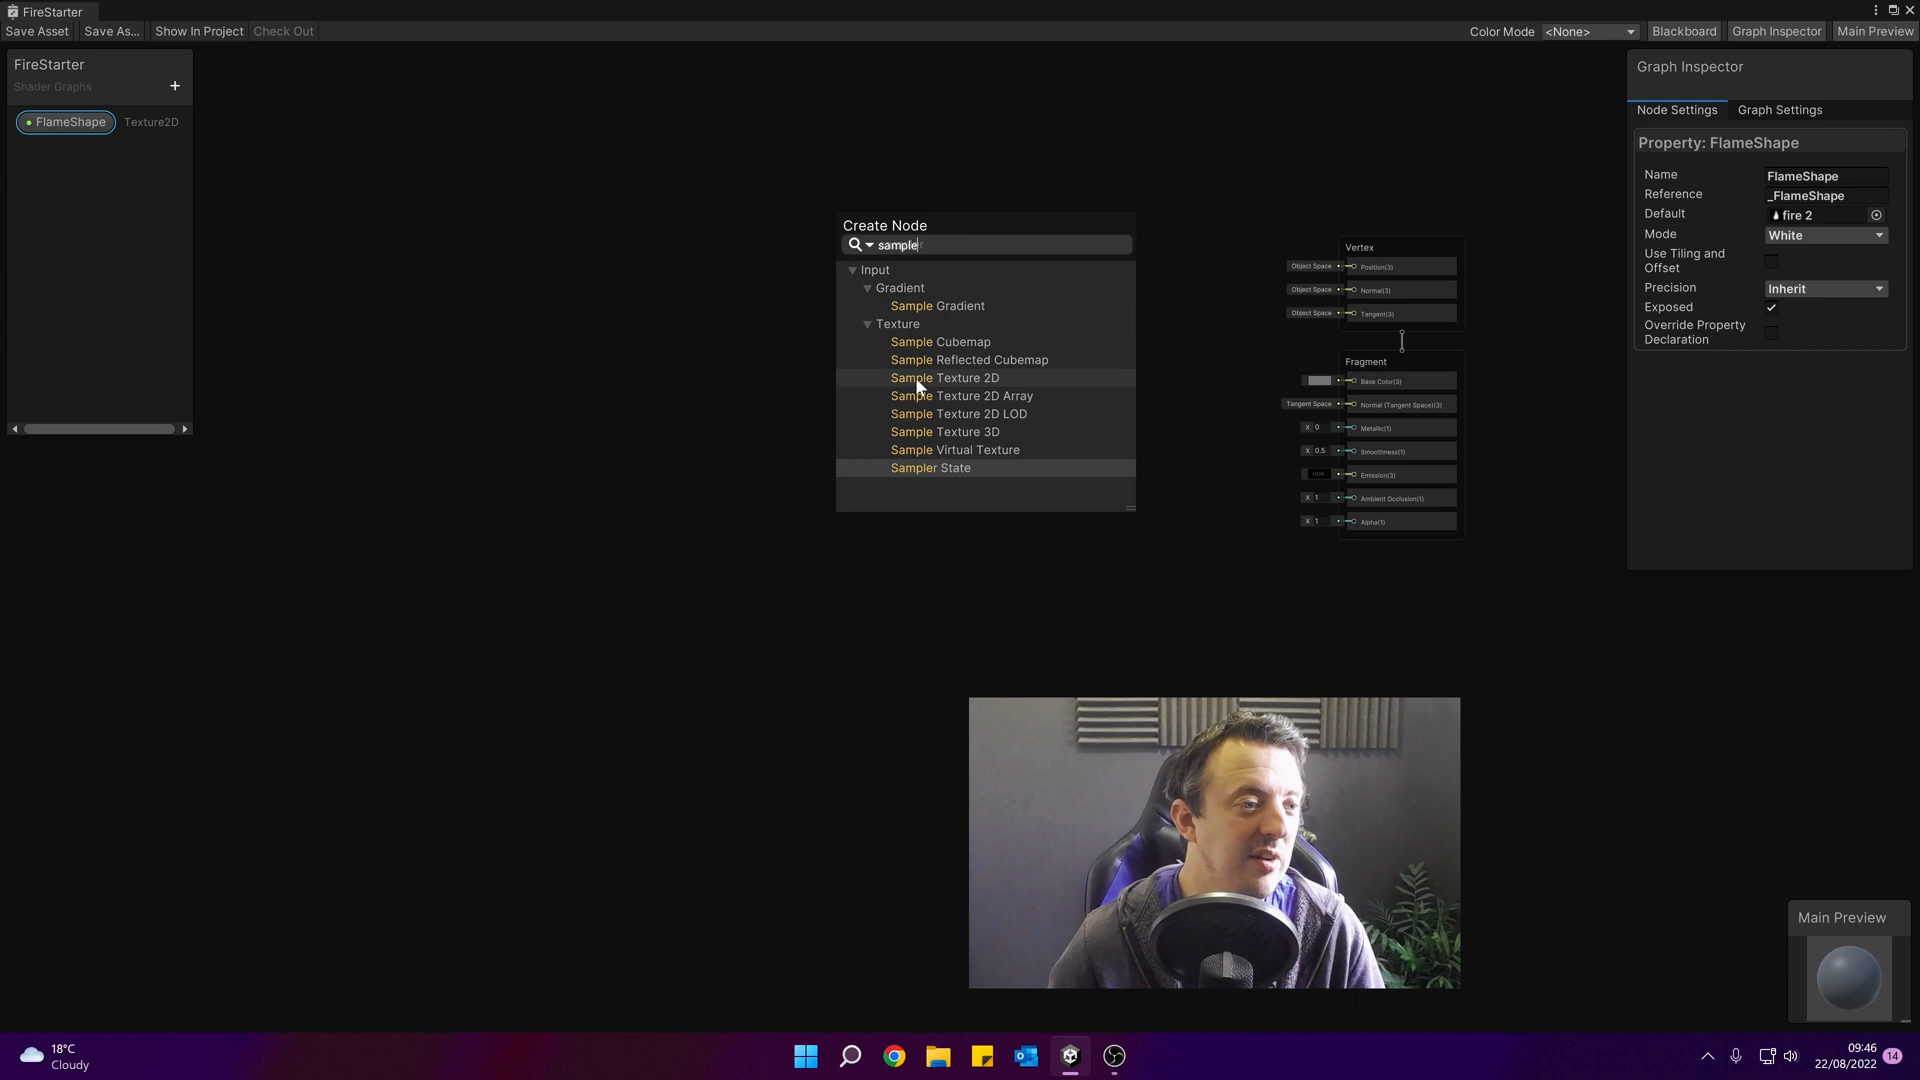 FireStarter
Save Asset Save As... Show In Project Check Out Color Mode <None> Blackboard Graph Inspector Main Preview
FireStarter
Shader Graphs +
FlameShape Texture2D
Create Node
sample
Input
Gradient
Sample Gradient
Texture
Sample Cubemap
Sample Reflected Cubemap
Sample Texture 2D
Sample Texture 2D Array
Sample Texture 2D LOD
Sample Texture 3D
Sample Virtual Texture
Sampler State
Vertex
Object Space Position(3)
Object Space Normal(3)
Object Space Tangent(3)
Fragment
Base Color(3)
Tangent Space Normal (Tangent Space)(3)
X 0 Metallic(1)
X 0.5 Smoothness(1)
HDR Emission(3)
X 1 Ambient Occlusion(1)
X 1 Alpha(1)
Graph Inspector
Node Settings Graph Settings
Property: FlameShape
Name FlameShape
Reference _FlameShape
Default fire 2
Mode White
Use Tiling and
Offset
Precision Inherit
Exposed
Override Property
Declaration
Main Preview
18°C
Cloudy
09:46
22/08/2022
14